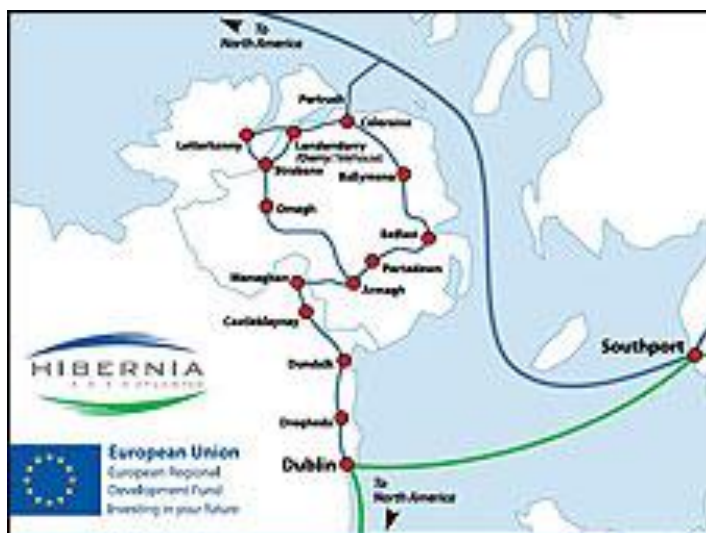 To
North America
Portrush
Coleraine
Letterkenny
Londonderry
Strabane
Ballymena
Omagh
Belfast
Portadown
Monaghan
Armagh
Castleblayney
Southport
HIBERNIA
Dundalk
Drogheda
European Union
European Regional
Development Fund
Investing in your future
Dublin
To
North America